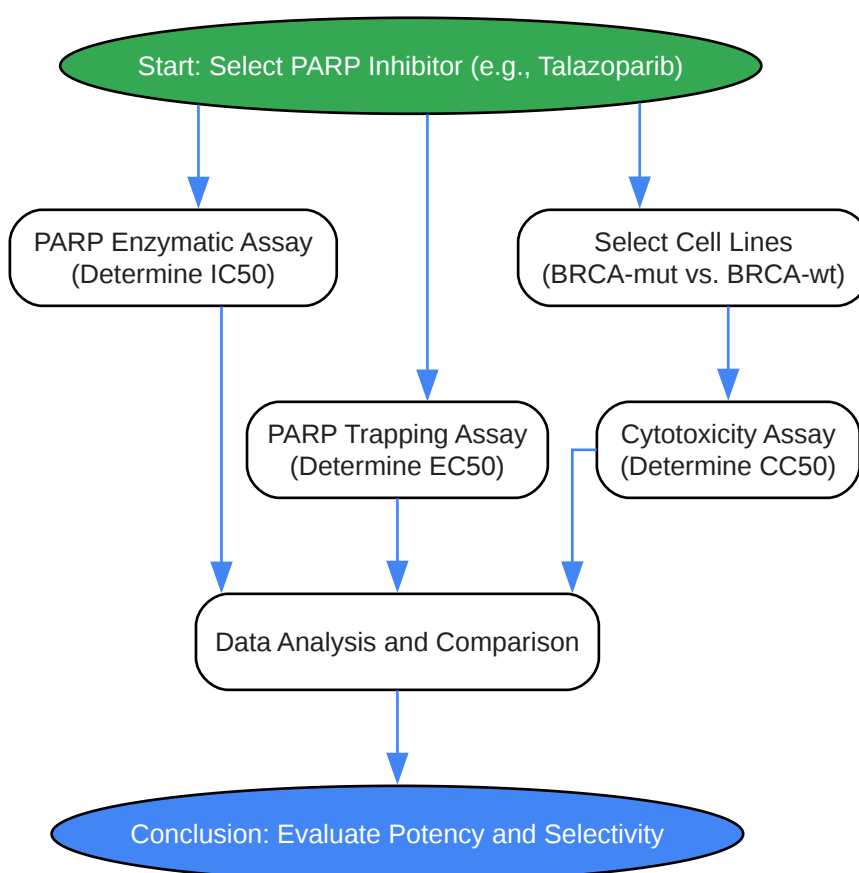 Start: Select PARP Inhibitor (e.g., Talazoparib)
PARP Enzymatic Assay
(Determine IC50)
Select Cell Lines
(BRCA-mut vs. BRCA-wt)
PARP Trapping Assay
(Determine EC50)
Cytotoxicity Assay
(Determine CC50)
Data Analysis and Comparison
Conclusion: Evaluate Potency and Selectivity